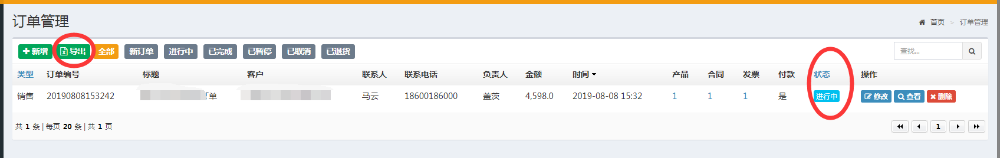 订单管理
首页 > 订单管理
新增 导出 全部 新订单 进行中 已完成 已暂停 已取消 已退货
查找...
类型 订单编号 标题 客户 联系人 联系电话 负责人 金额 时间 产品 合同 发票 付款 状态 操作
销售 20190808153242 订单 马云 18600186000 盖茨 4,598.0 2019-08-08 15:32 1 1 1 是 进行中 修改 查看 删除
共 1 条 | 每页 20 条 | 共 1 页
1